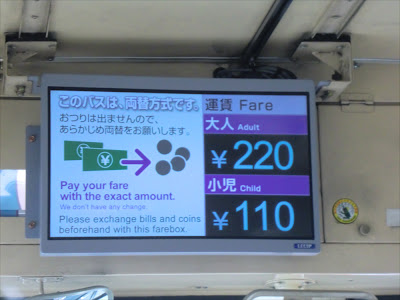 このバスは、両替方式です。
おつりは出ませんので、
あらかじめ両替をお願いします。
¥
Pay your fare
with the exact amount.
We don't have any change.
Please exchange bills and coins
beforehand with this farebox.
運賃 Fare
大人 Adult
¥220
小児 Child
¥110